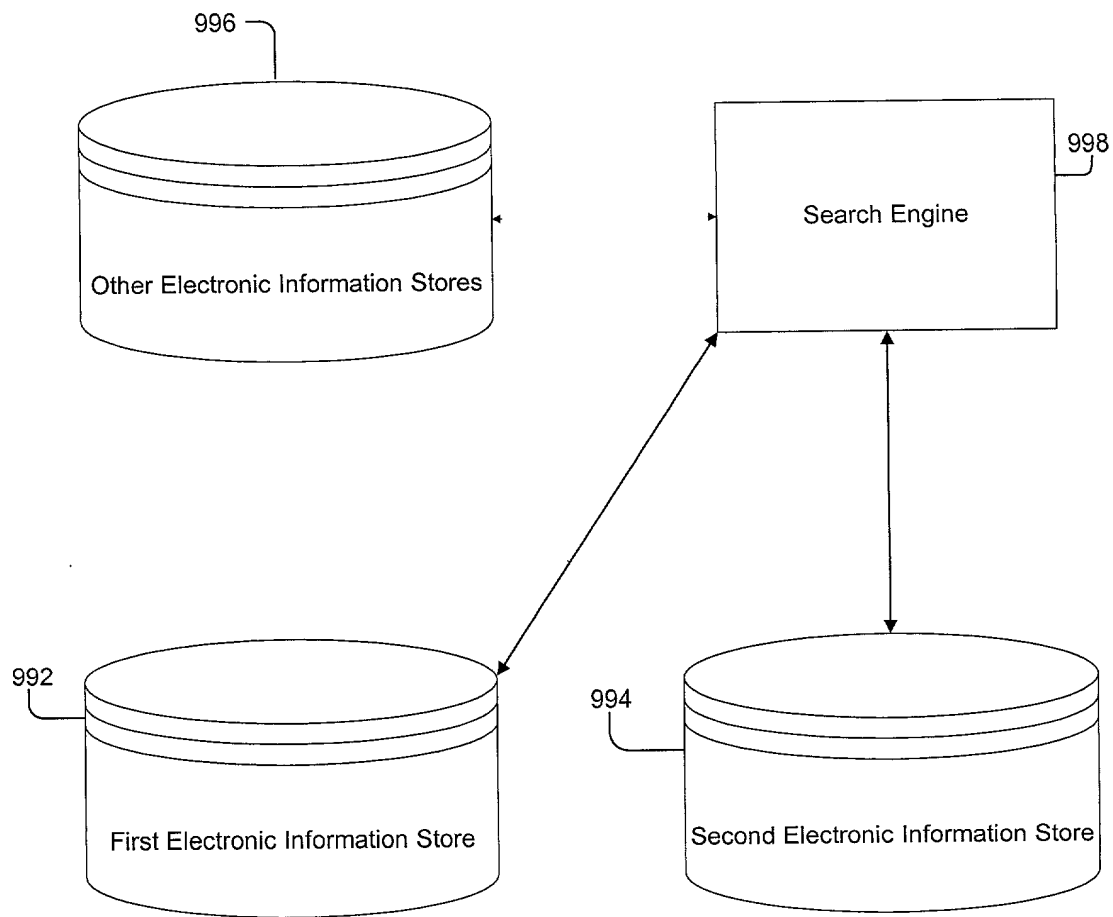 996
998
Search Engine
Other Electronic Information Stores
992
994
First Electronic Information Store
Second Electronic Information Store